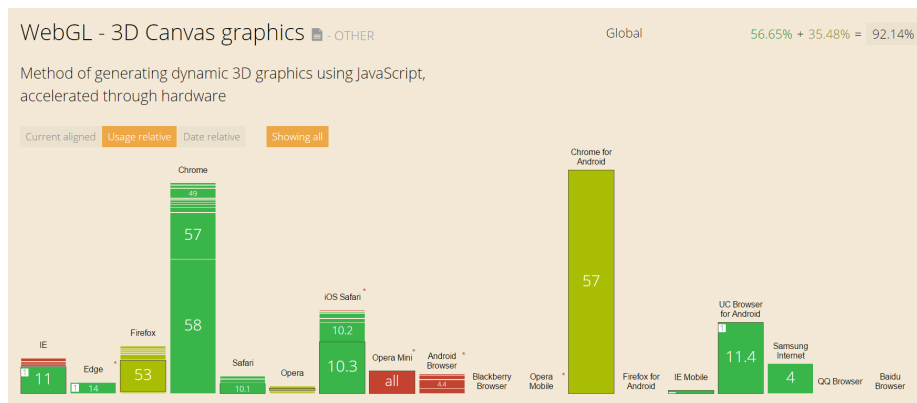 WebGL - 3D Canvas graphics - OTHER
Global
56.65% + 35.48% = 92.14%
Method of generating dynamic 3D graphics using JavaScript,
accelerated through hardware
Current aligned Usage relative Date relative Showing all
IE
1
11
Edge *
1
14
Firefox
53
Chrome
49
57
58
Safari
10.1
Opera
iOS Safari *
10.2
10.3
Opera Mini *
all
Android *
Browser
4.4
Blackberry
Browser
Opera *
Mobile
Chrome for
Android
57
Firefox for
Android
IE Mobile
UC Browser
for Android
1
11.4
Samsung
Internet
4
QQ Browser
Baidu
Browser